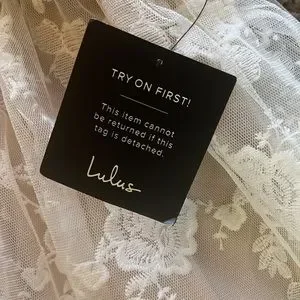 TRY ON FIRST!
This item cannot
be returned if this
tag is detached.
Lulus